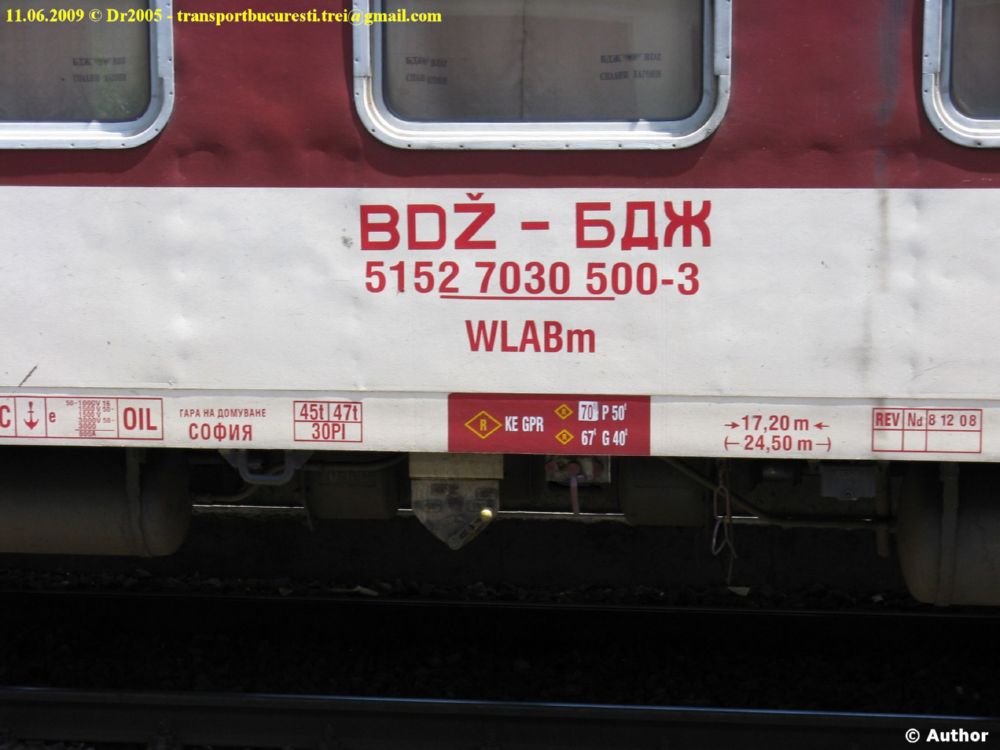 11.06.2009 © Dr2005 - transportbucuresti.trei@gmail.com
BDŽ - БДЖ
5152 7030 500-3
WLABm
C e OIL
ГАРА НА ДОМУВАНЕ
СОФИЯ
45t 47t
30Pl
R KE GPR
R 70t P 50t
R 67t G 40t
17,20 m
24,50 m
REV Nd 8 12 08
© Author